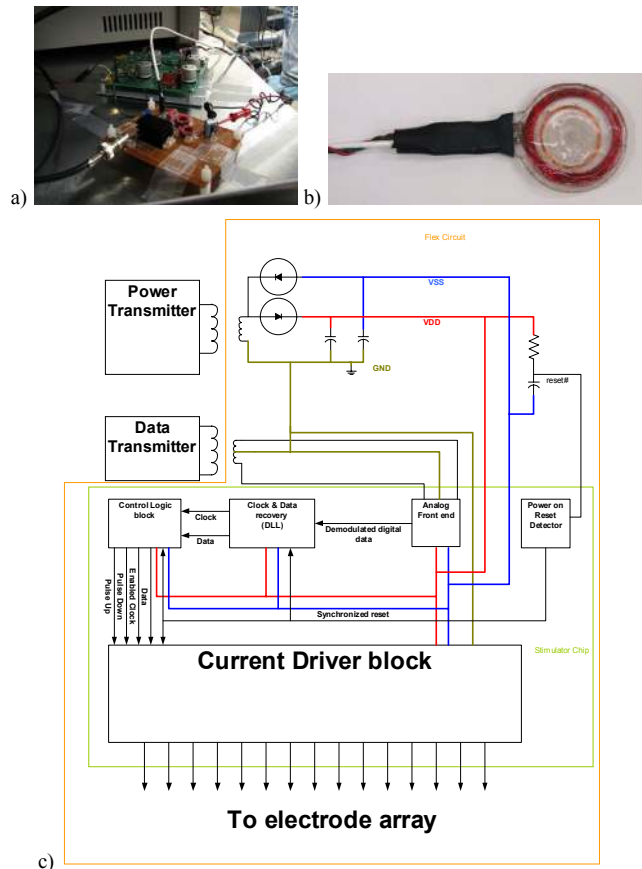 a)
b)
Flex Circuit
Power
Transmitter
VSS
VDD
reset#
GND
Data
Transmitter
Control Logic
block
Clock
Data
Clock & Data
recovery
(DLL)
Demodulated digital
data
Analog
Front end
Power on
Reset
Detector
Pulse Up
Pulse Down
Enabled Clock
Data
Synchronized reset
Current Driver block
Stimulator Chip
To electrode array
c)